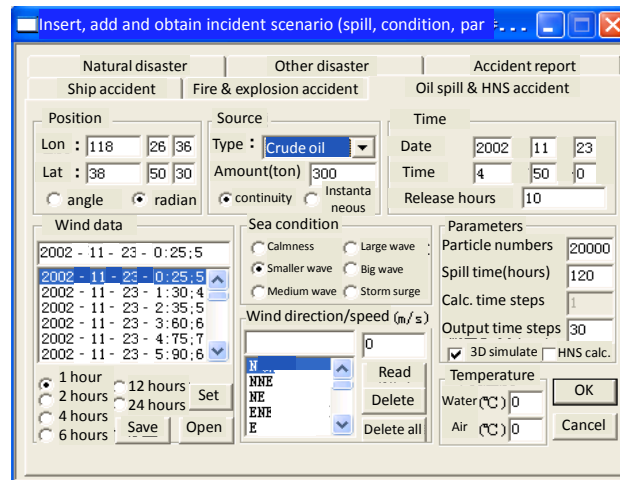 Insert, add and obtain incident scenario (spill, condition, par ...
Natural disaster Other disaster Accident report
Ship accident Fire & explosion accident Oil spill & HNS accident
Position
Lon : 118 26 36
Lat : 38 50 30
angle radian
Source
Type : Crude oil
Amount(ton) 300
continuity Instanta
neous
Time
Date 2002 11 23
Time 4 50 0
Release hours 10
Wind data
2002 - 11 - 23 - 0:25;5
2002 - 11 - 23 - 0:25;5
2002 - 11 - 23 - 1:30;4
2002 - 11 - 23 - 2:35;5
2002 - 11 - 23 - 3:60;6
2002 - 11 - 23 - 4:75;7
2002 - 11 - 23 - 5:90;6
1 hour
2 hours
4 hours
6 hours
12 hours
24 hours
Set
Save Open
Sea condition
Calmness Large wave
Smaller wave Big wave
Medium wave Storm surge
Wind direction/speed (m/s)
0
N
NNE
NE
ENE
E
Read
Delete
Delete all
Parameters
Particle numbers 20000
Spill time(hours) 120
Calc. time steps 1
Output time steps 30
3D simulate HNS calc.
Temperature
Water(℃) 0
Air (℃) 0
OK
Cancel